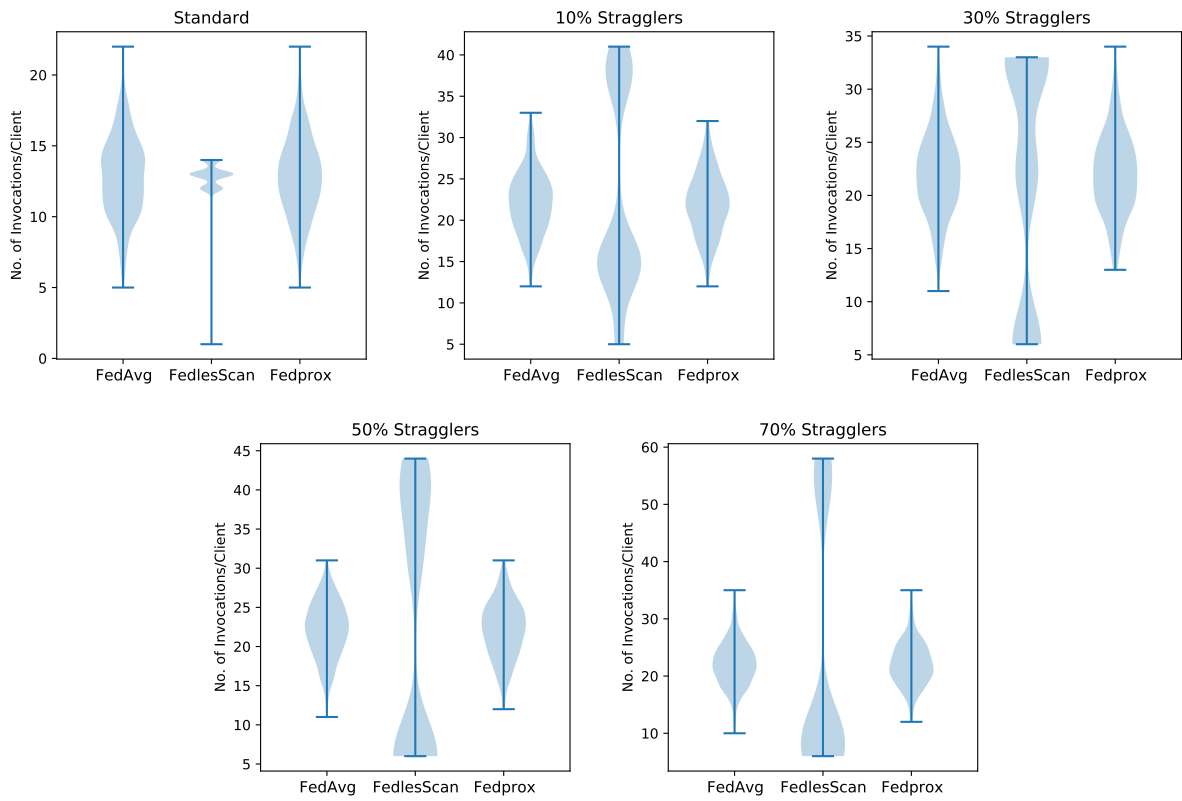 Standard
No. of Invocations/Client
20
15
10
5
0
FedAvg FedlesScan Fedprox
10% Stragglers
No. of Invocations/Client
40
35
30
25
20
15
10
5
FedAvg FedlesScan Fedprox
30% Stragglers
No. of Invocations/Client
35
30
25
20
15
10
5
FedAvg FedlesScan Fedprox
50% Stragglers
No. of Invocations/Client
45
40
35
30
25
20
15
10
5
FedAvg FedlesScan Fedprox
70% Stragglers
No. of Invocations/Client
60
50
40
30
20
10
FedAvg FedlesScan Fedprox